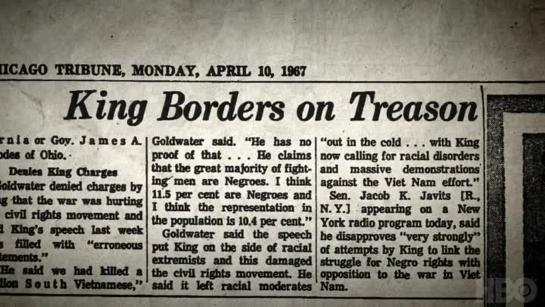 ICAGO TRIBUNE, MONDAY, APRIL 10, 1967
King Borders on Treason
rnia or Gov. James A.
odes of Ohio.
Denies King Charges
oldwater denied charges by
g that the war was hurting
civil rights movement and
d King's speech last week
s filled with "erroneous
ements."
"He said we had killed a
llion South Vietnamese,"
Goldwater said. "He has no
proof of that . . . He claims
that the great majority of fight-
ing men are Negroes. I think
11.5 per cent are Negroes and
I think the representation in
the population is 10.4 per cent."
Goldwater said the speech
put King on the side of racial
extremists and this damaged
the civil rights movement. He
said it left racial moderates
"out in the cold . . . with King
now calling for racial disorders
and massive demonstrations
against the Viet Nam effort."
Sen. Jacob K. Javits [R.,
N.Y.] appearing on a New
York radio program today, said
he disapproves "very strongly"
of attempts by King to link the
struggle for Negro rights with
opposition to the war in Viet
Nam.
HBO